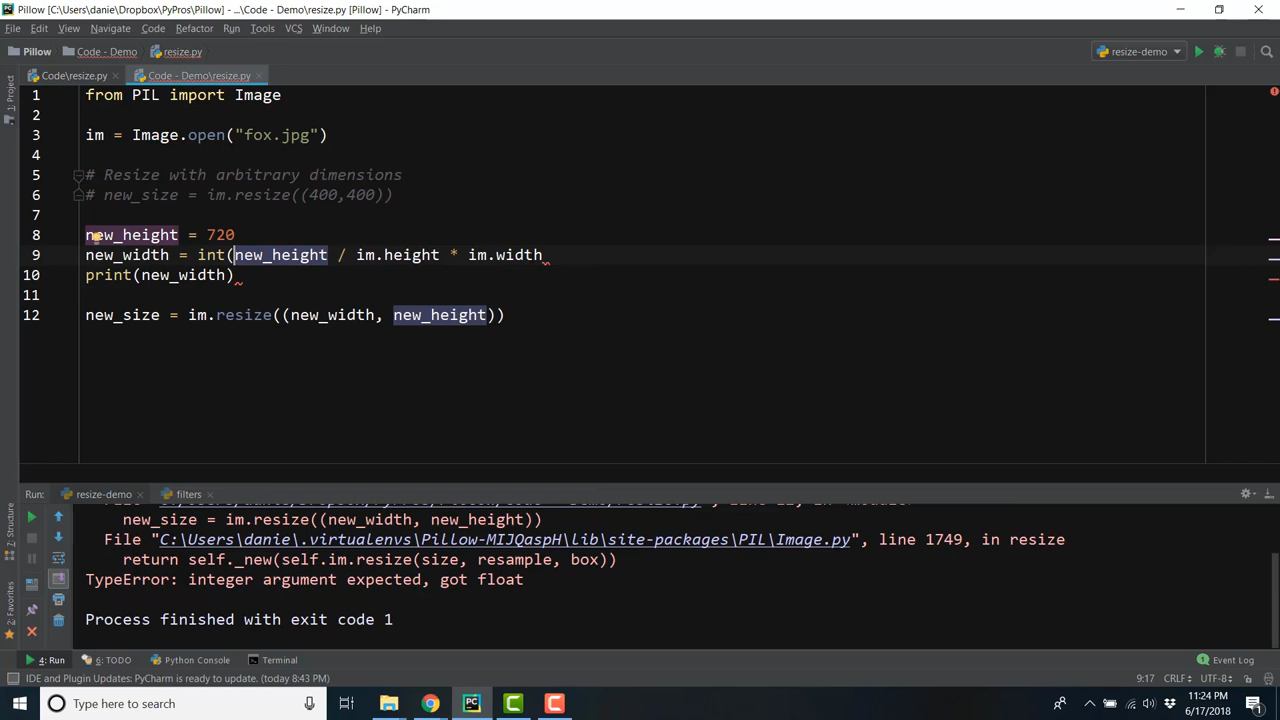 Pillow [C:\Users\danie\Dropbox\PyPros\Pillow] - ...\Code - Demo\resize.py [Pillow] - PyCharm
File Edit View Navigate Code Refactor Run Tools VCS Window Help
Pillow Code - Demo resize.py resize-demo
Code\resize.py Code - Demo\resize.py
1: Project
1 from PIL import Image
2
3 im = Image.open("fox.jpg")
4
5 # Resize with arbitrary dimensions
6 # new_size = im.resize((400,400))
7
8 new_height = 720
9 new_width = int(new_height / im.height * im.width
10 print(new_width)
11
12 new_size = im.resize((new_width, new_height))
Run: resize-demo filters
new_size = im.resize((new_width, new_height))
File "C:\Users\danie\.virtualenvs\Pillow-MIJQaspH\lib\site-packages\PIL\Image.py", line 1749, in resize
return self._new(self.im.resize(size, resample, box))
TypeError: integer argument expected, got float
Process finished with exit code 1
7: Structure
2: Favorites
4: Run 6: TODO Python Console Terminal Event Log
IDE and Plugin Updates: PyCharm is ready to update. (today 8:43 PM) 9:17 CRLF UTF-8
Type here to search
11:24 PM
6/17/2018
1